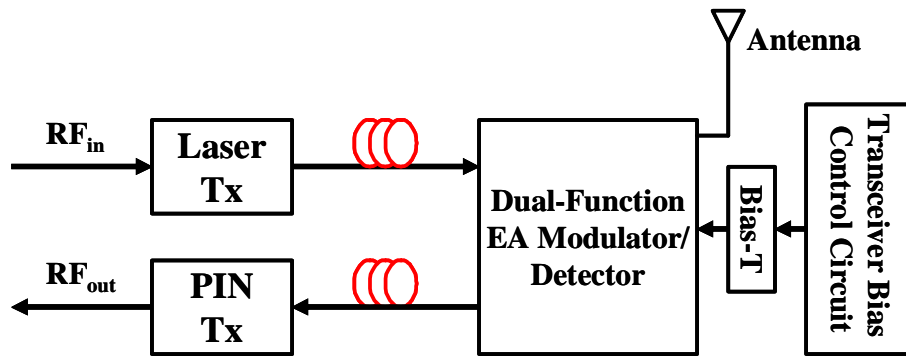 Antenna
RFin
Laser
Tx
Dual-Function
EA Modulator/
Detector
Bias-T
Transceiver Bias
Control Circuit
RFout
PIN
Tx